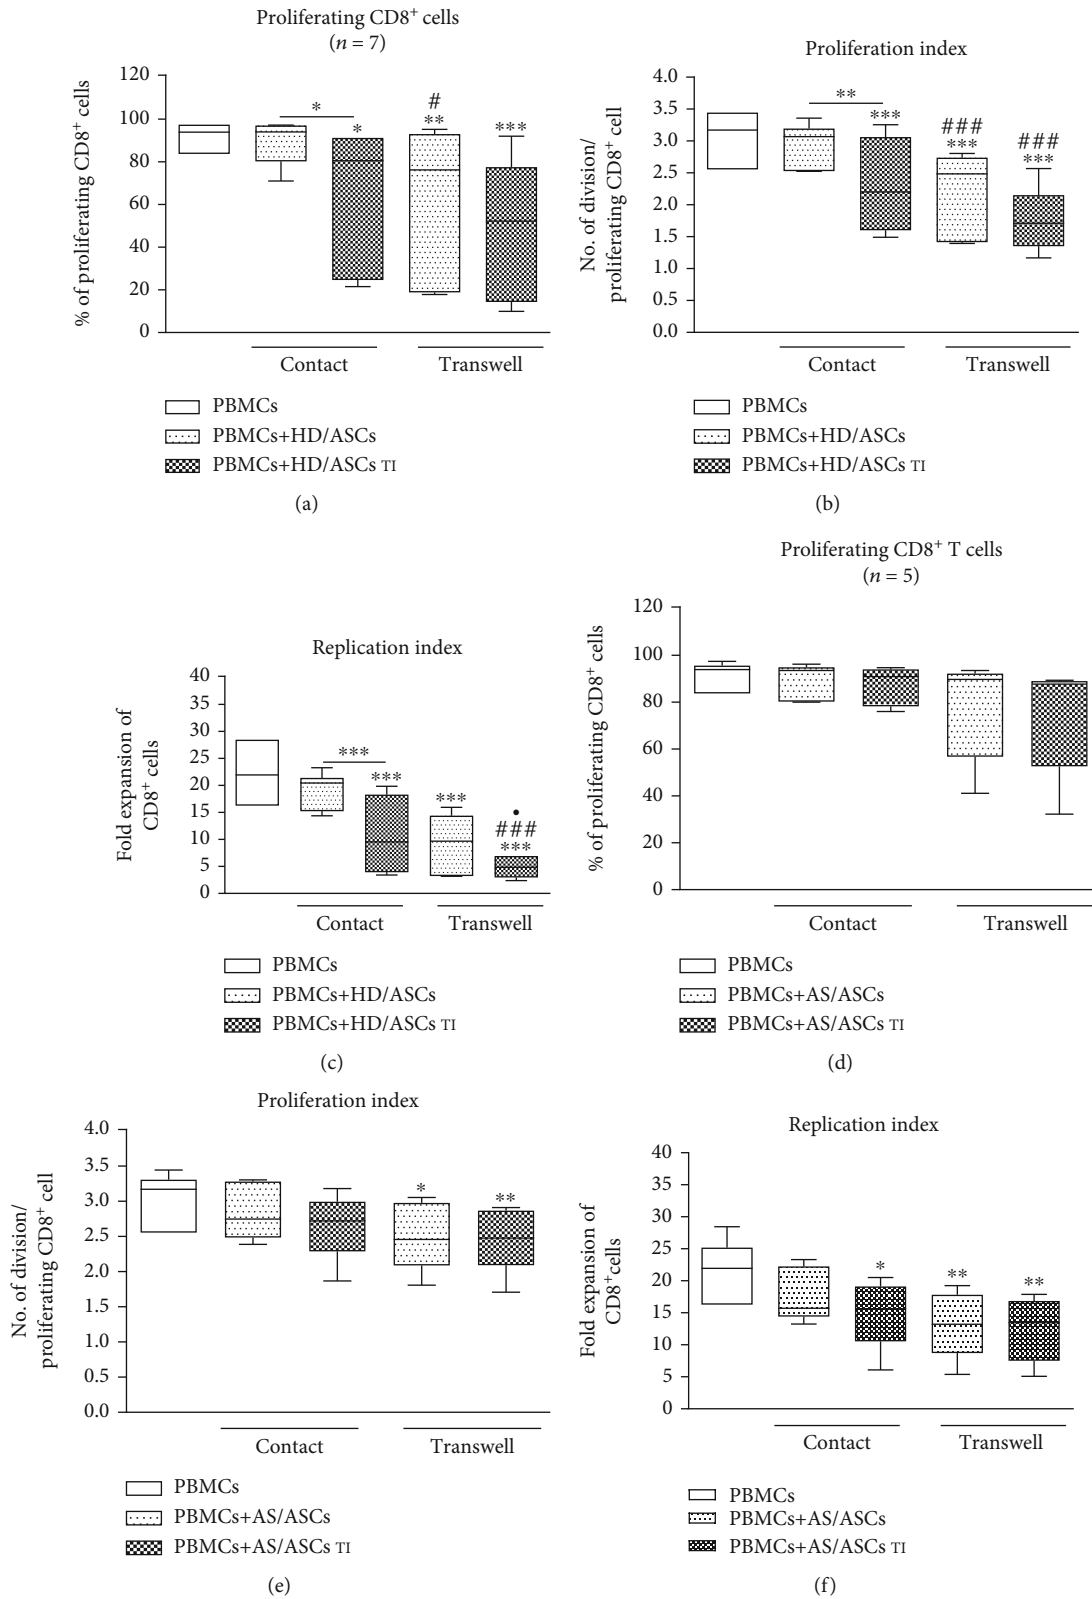 Proliferating CD8⁺ cells
(n = 7)
% of proliferating CD8⁺ cells
120
100
80
60
40
20
0
*
*
#
**
***
Contact
Transwell
PBMCs
PBMCs+HD/ASCs
PBMCs+HD/ASCs TI
(a)
Proliferation index
No. of division/
proliferating CD8⁺ cell
4.0
3.5
3.0
2.5
2.0
1.5
1.0
0.5
0.0
**
***
###
***
###
***
Contact
Transwell
PBMCs
PBMCs+HD/ASCs
PBMCs+HD/ASCs TI
(b)
Replication index
Fold expansion of
CD8⁺ cells
40
35
30
25
20
15
10
5
0
***
***
***
•
###
***
Contact
Transwell
PBMCs
PBMCs+HD/ASCs
PBMCs+HD/ASCs TI
(c)
Proliferating CD8⁺ T cells
(n = 5)
% of proliferating CD8⁺ cells
120
100
80
60
40
20
0
Contact
Transwell
PBMCs
PBMCs+AS/ASCs
PBMCs+AS/ASCs TI
(d)
Proliferation index
No. of division/
proliferating CD8⁺ cell
4.0
3.5
3.0
2.5
2.0
1.5
1.0
0.5
0.0
*
**
Contact
Transwell
PBMCs
PBMCs+AS/ASCs
PBMCs+AS/ASCs TI
(e)
Replication index
Fold expansion of
CD8⁺cells
40
35
30
25
20
15
10
5
0
*
**
**
Contact
Transwell
PBMCs
PBMCs+AS/ASCs
PBMCs+AS/ASCs TI
(f)